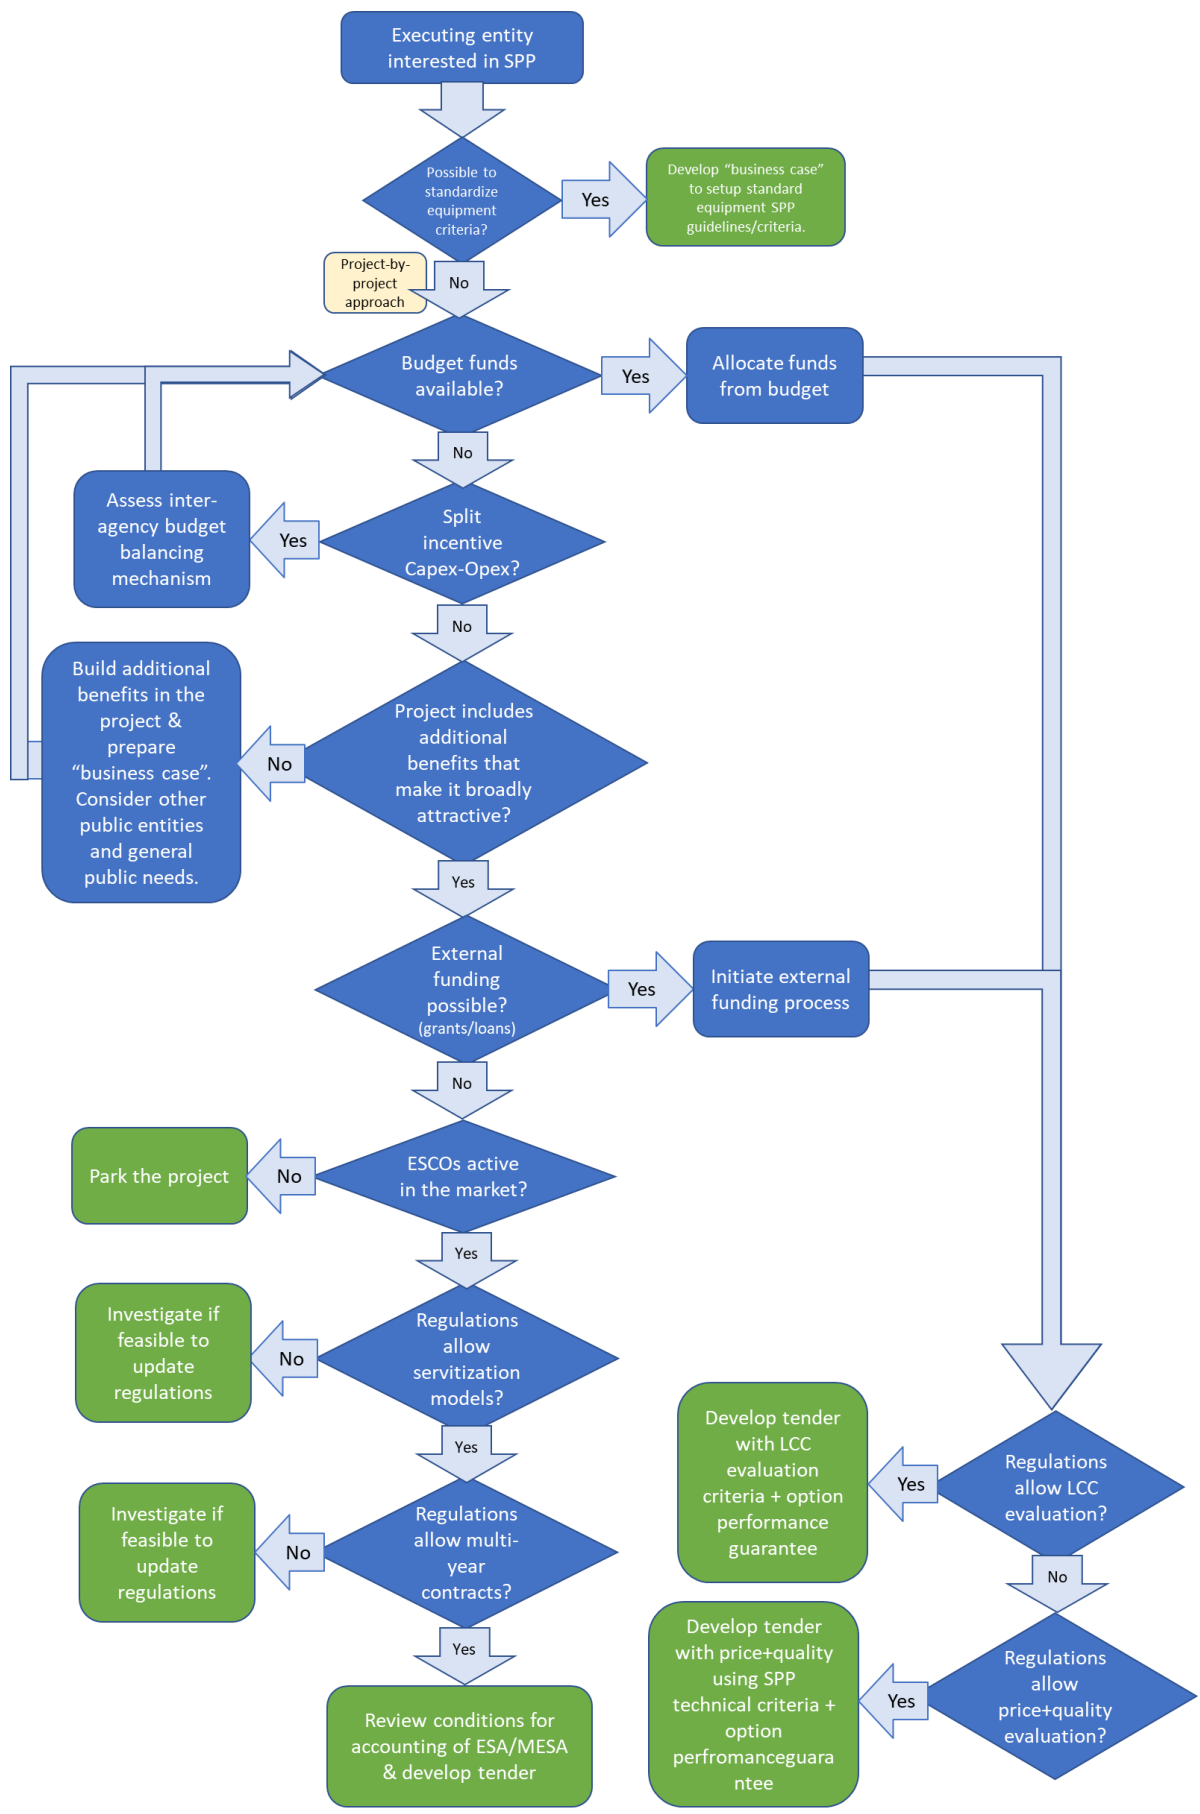 Executing entity
interested in SPP
Possible to
standardize
equipment
criteria?
Yes
Develop “business case”
to setup standard
equipment SPP
guidelines/criteria.
Project-by-
project
approach
No
Budget funds
available?
Yes
Allocate funds
from budget
No
Assess inter-
agency budget
balancing
mechanism
Yes
Split
incentive
Capex-Opex?
No
Build additional
benefits in the
project &
prepare
“business case”.
Consider other
public entities
and general
public needs.
No
Project includes
additional
benefits that
make it broadly
attractive?
Yes
External
funding
possible?
(grants/loans)
Yes
Initiate external
funding process
No
Park the project
No
ESCOs active
in the market?
Yes
Investigate if
feasible to
update
regulations
No
Regulations
allow
servitization
models?
Yes
Investigate if
feasible to
update
regulations
No
Regulations
allow multi-
year
contracts?
Yes
Review conditions for
accounting of ESA/MESA
& develop tender
Develop tender
with LCC
evaluation
criteria + option
performance
guarantee
Yes
Regulations
allow LCC
evaluation?
No
Develop tender
with price+quality
using SPP
technical criteria +
option
perfromanceguara
ntee
Yes
Regulations
allow
price+quality
evaluation?